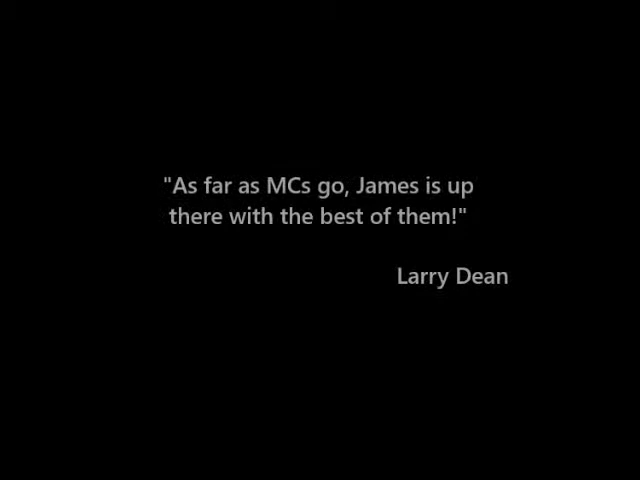 "As far as MCs go, James is up
there with the best of them!"
Larry Dean